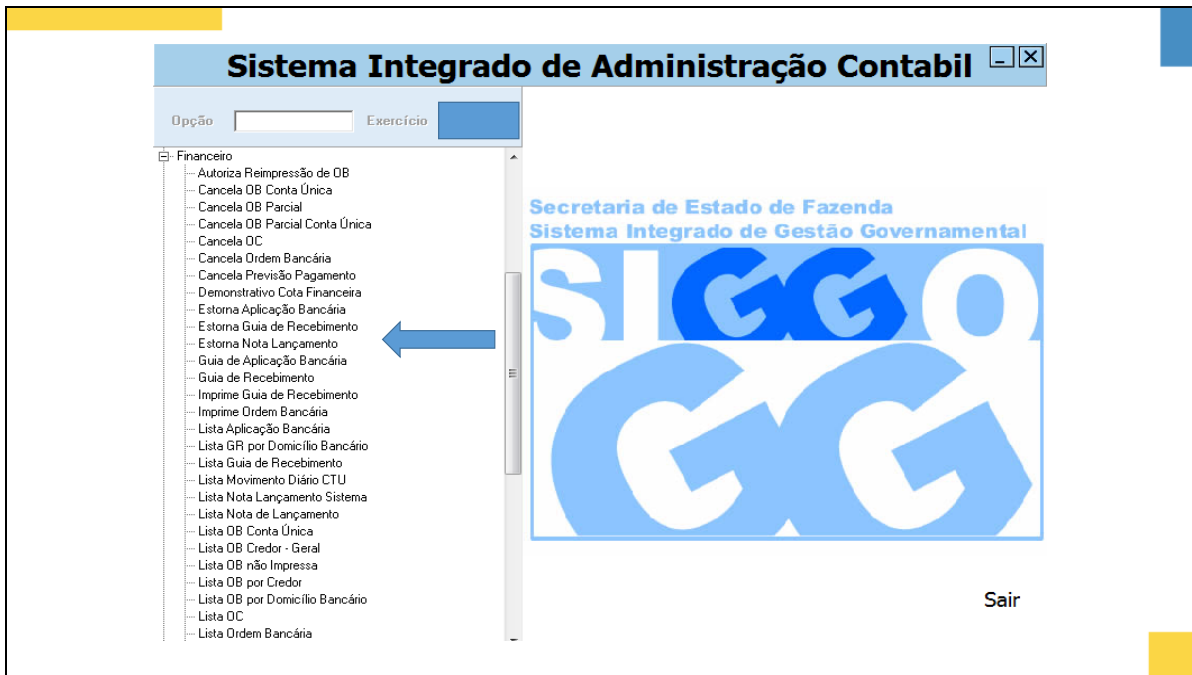 Sistema Integrado de Administração Contabil
Opção
Exercício
Financeiro
Autoriza Reimpressão de OB
Cancela OB Conta Única
Cancela OB Parcial
Cancela OB Parcial Conta Única
Cancela OC
Cancela Ordem Bancária
Cancela Previsão Pagamento
Demonstrativo Cota Financeira
Estorna Aplicação Bancária
Estorna Guia de Recebimento
Estorna Nota Lançamento
Guia de Aplicação Bancária
Guia de Recebimento
Imprime Guia de Recebimento
Imprime Ordem Bancária
Lista Aplicação Bancária
Lista GR por Domicílio Bancário
Lista Guia de Recebimento
Lista Movimento Diário CTU
Lista Nota Lançamento Sistema
Lista Nota de Lançamento
Lista OB Conta Única
Lista OB Credor - Geral
Lista OB não Impressa
Lista OB por Credor
Lista OB por Domicílio Bancário
Lista OC
Lista Ordem Bancária
Secretaria de Estado de Fazenda
Sistema Integrado de Gestão Governamental
SIGGO
GG
Sair